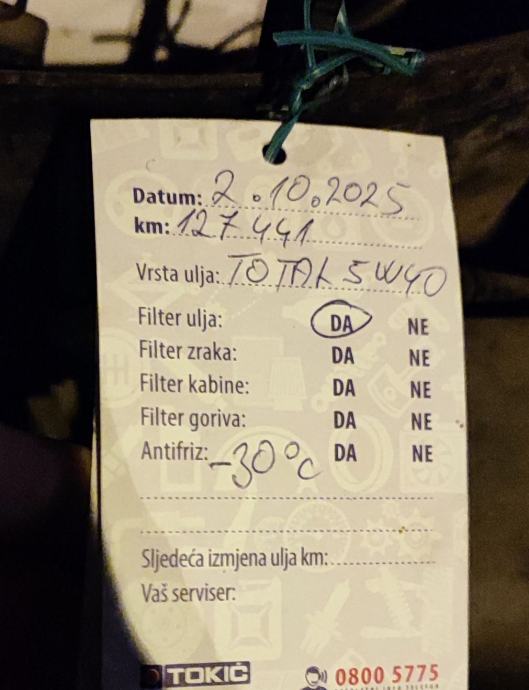 Datum: 2.10.2025
km: 127441
Vrsta ulja: TOTAL 5W40
Filter ulja: DA NE
Filter zraka: DA NE
Filter kabine: DA NE
Filter goriva: DA NE
Antifriz: -30°C DA NE
Sljedeća izmjena ulja km:
Vaš serviser:
TOKIĆ 0800 5775